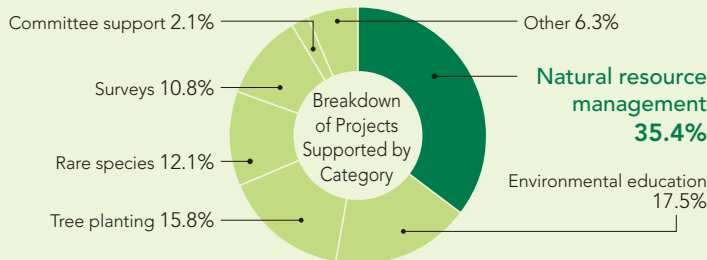 Committee support 2.1%
Other 6.3%
Natural resource
management
35.4%
Surveys 10.8%
Breakdown
of Projects
Supported by
Category
Rare species 12.1%
Environmental education
17.5%
Tree planting 15.8%